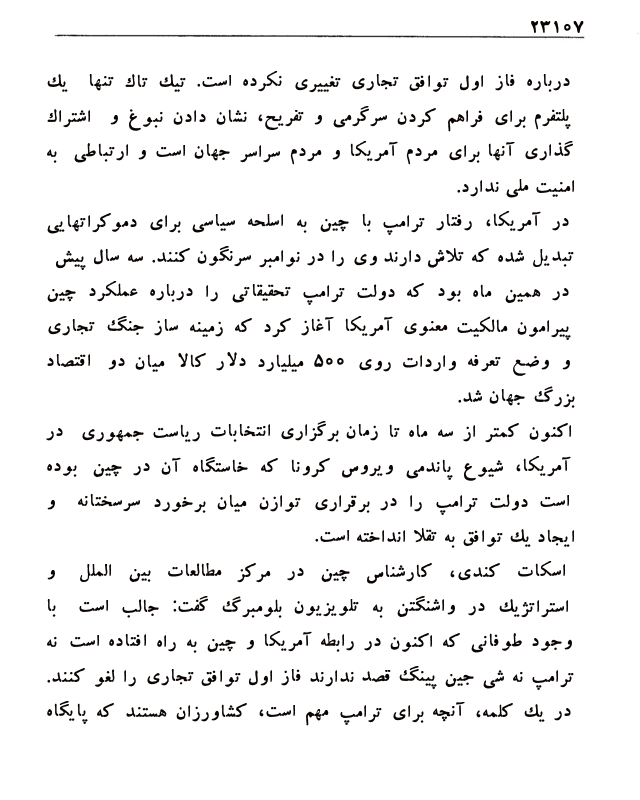 ۲۳۱۰۷
درباره فاز اول توافق تجاری تغییری نکرده است. تیك تاك تنها یك
پلتفرم برای فراهم کردن سرگرمی و تفریح، نشان دادن نبوغ و اشتراك
گذاری آنها برای مردم آمریکا و مردم سراسر جهان است و ارتباطی به
امنیت ملی ندارد.
در آمریکا، رفتار ترامپ با چین به اسلحه سیاسی برای دموکراتهایی
تبدیل شده که تلاش دارند وی را در نوامبر سرنگون کنند. سه سال پیش
در همین ماه بود که دولت ترامپ تحقیقاتی را درباره عملکرد چین
پیرامون مالکیت معنوی آمریکا آغاز کرد که زمینه ساز جنگ تجاری
و وضع تعرفه واردات روی ۵۰۰ میلیارد دلار کالا میان دو اقتصاد
بزرگ جهان شد.
اکنون کمتر از سه ماه تا زمان برگزاری انتخابات ریاست جمهوری در
آمریکا، شیوع پاندمی ویروس کرونا که خاستگاه آن در چین بوده
است دولت ترامپ را در برقراری توازن میان برخورد سرسختانه و
ایجاد یك توافق به تقلا انداخته است.
اسکات کندی، کارشناس چین در مرکز مطالعات بین الملل و
استراتژیك در واشنگتن به تلویزیون بلومبرگ گفت: جالب است با
وجود طوفانی که اکنون در رابطه آمریکا و چین به راه افتاده است نه
ترامپ نه شی جین پینگ قصد ندارند فاز اول توافق تجاری را لغو کنند.
در یك کلمه، آنچه برای ترامپ مهم است، کشاورزان هستند که پایگاه